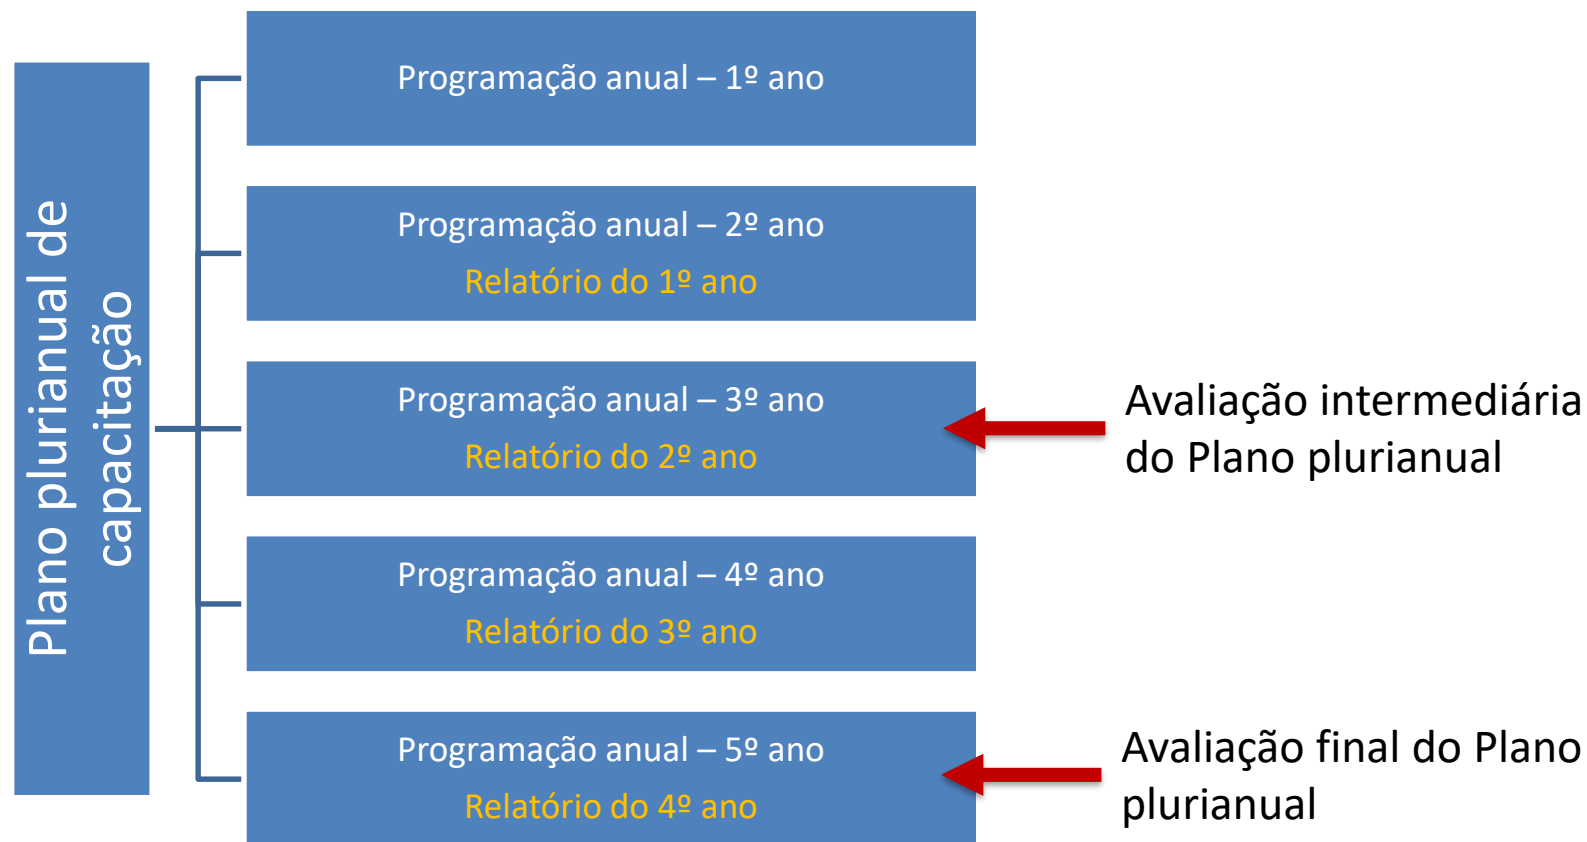 Plano plurianual de
capacitação
Programação anual – 1º ano
Programação anual – 2º ano
Relatório do 1º ano
Programação anual – 3º ano
Relatório do 2º ano
Avaliação intermediária
do Plano plurianual
Programação anual – 4º ano
Relatório do 3º ano
Programação anual – 5º ano
Relatório do 4º ano
Avaliação final do Plano
plurianual